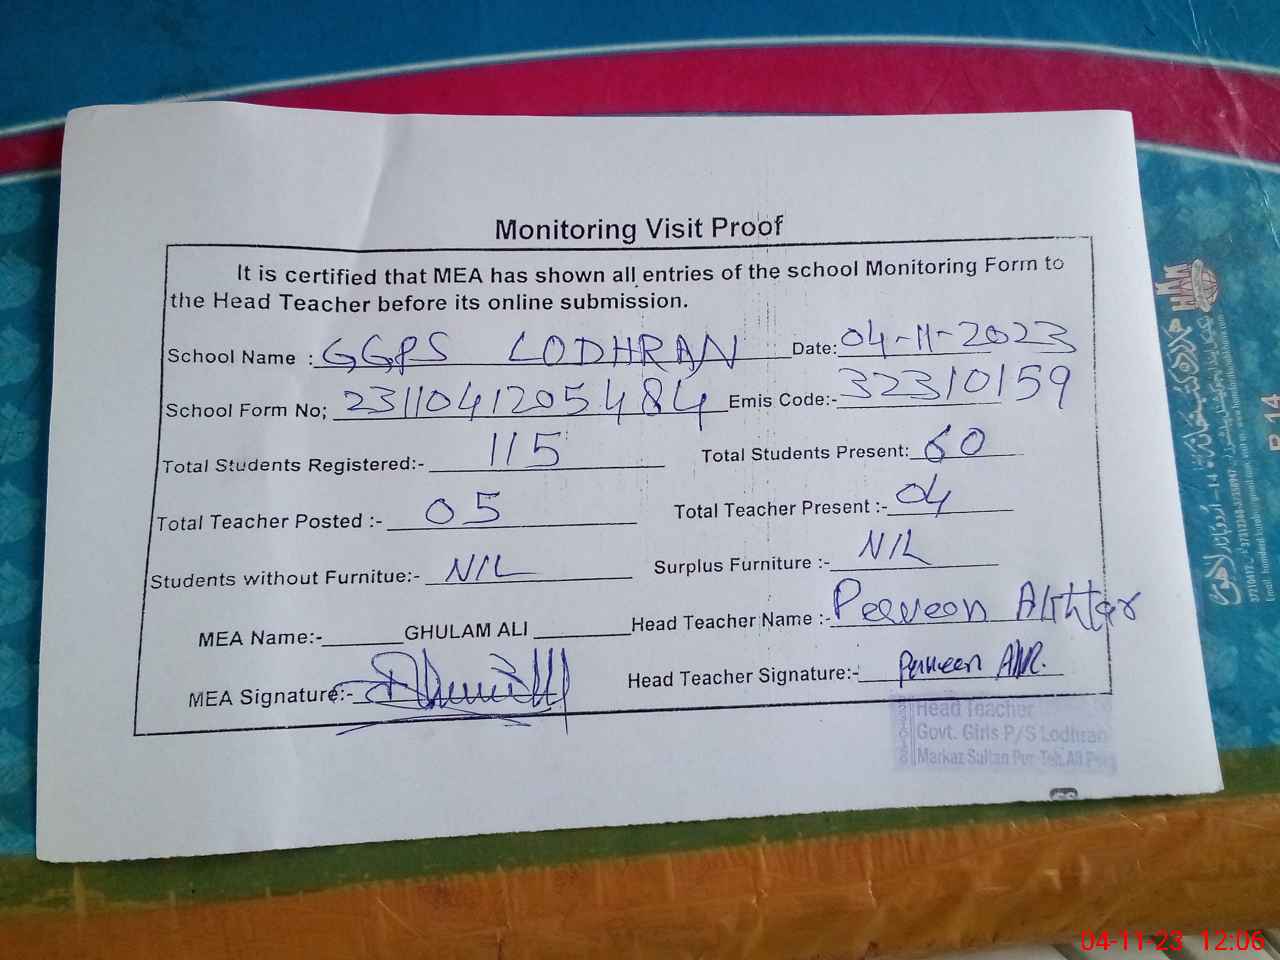 Monitoring Visit Proof
It is certified that MEA has shown all entries of the school Monitoring Form to
the Head Teacher before its online submission.
School Name : GGPS LODHRAN Date: 04-11-2023
School Form No; 2311041205484 Emis Code:- 32310159
Total Students Registered:- 115 Total Students Present: 60
Total Teacher Posted :- 05 Total Teacher Present :- 04
Students without Furnitue:- NIL Surplus Furniture :- NIL
MEA Name:- GHULAM ALI Head Teacher Name :- Perveen Akhtar
MEA Signature:- Head Teacher Signature:- Perveen
Head Teacher
Govt. Girls P/S Lodhran
Markaz Sultan Pur Teh. Ali Pur
04-11-23 12:06